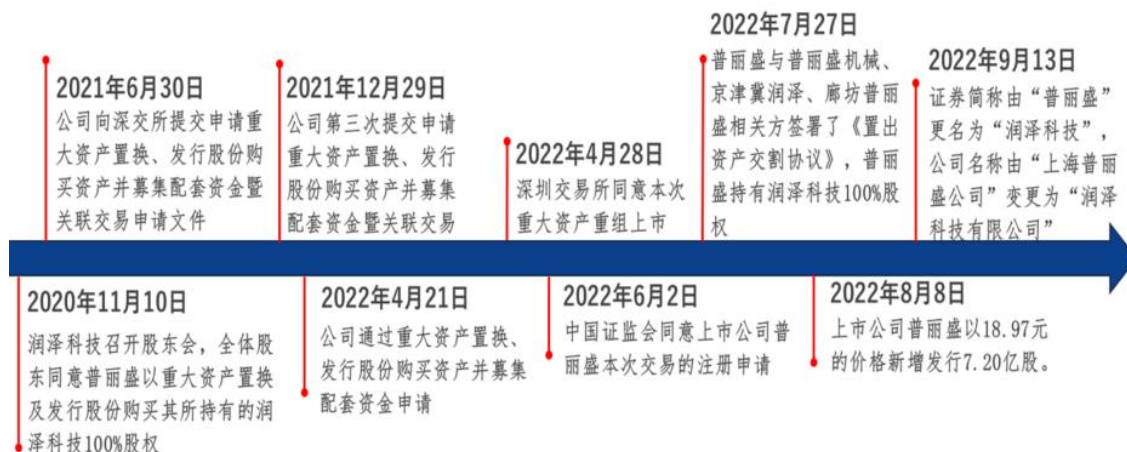 2021年6月30日
公司向深交所提交申请重
大资产置换、发行股份购
买资产并募集配套资金暨
关联交易申请文件
2021年12月29日
公司第三次提交申请
重大资产置换、发行
股份购买资产并募集
配套资金暨关联交易
2022年4月28日
深圳交易所同意本次
重大资产重组上市
2022年7月27日
普丽盛与普丽盛机械、
京津冀润泽、廊坊普丽
盛相关方签署了《置出
资产交割协议》，普丽
盛持有润泽科技100%股
权
2022年9月13日
证券简称由“普丽盛”
更名为“润泽科技”，
公司名称由“上海普丽
盛公司”变更为“润泽
科技有限公司”
2020年11月10日
润泽科技召开股东会，全体股
东同意普丽盛以重大资产置换
及发行股份购买其所持有的润
泽科技100%股权
2022年4月21日
公司通过重大资产置换、
发行股份购买资产并募集
配套资金申请
2022年6月2日
中国证监会同意上市公司普
丽盛本次交易的注册申请
2022年8月8日
上市公司普丽盛以18.97元
的价格新增发行7.20亿股。